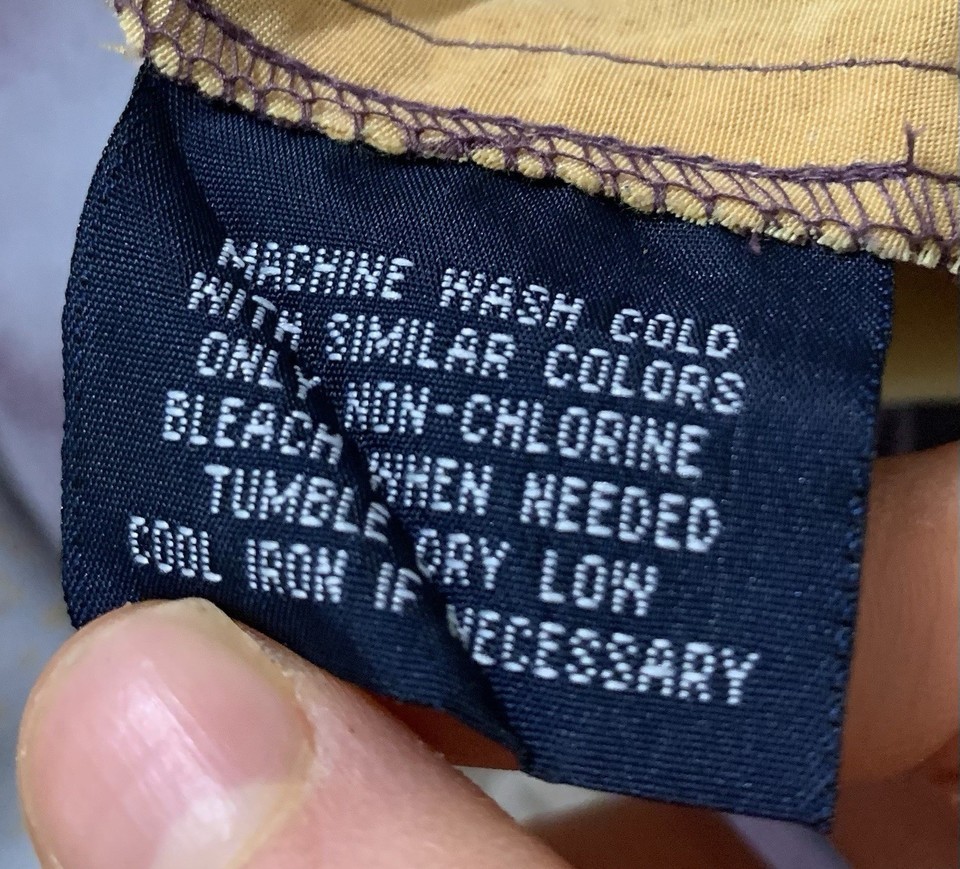 MACHINE WASH COLD
WITH SIMILAR COLORS
ONLY NON-CHLORINE
BLEACH WHEN NEEDED
TUMBLE DRY LOW
COOL IRON IF NECESSARY